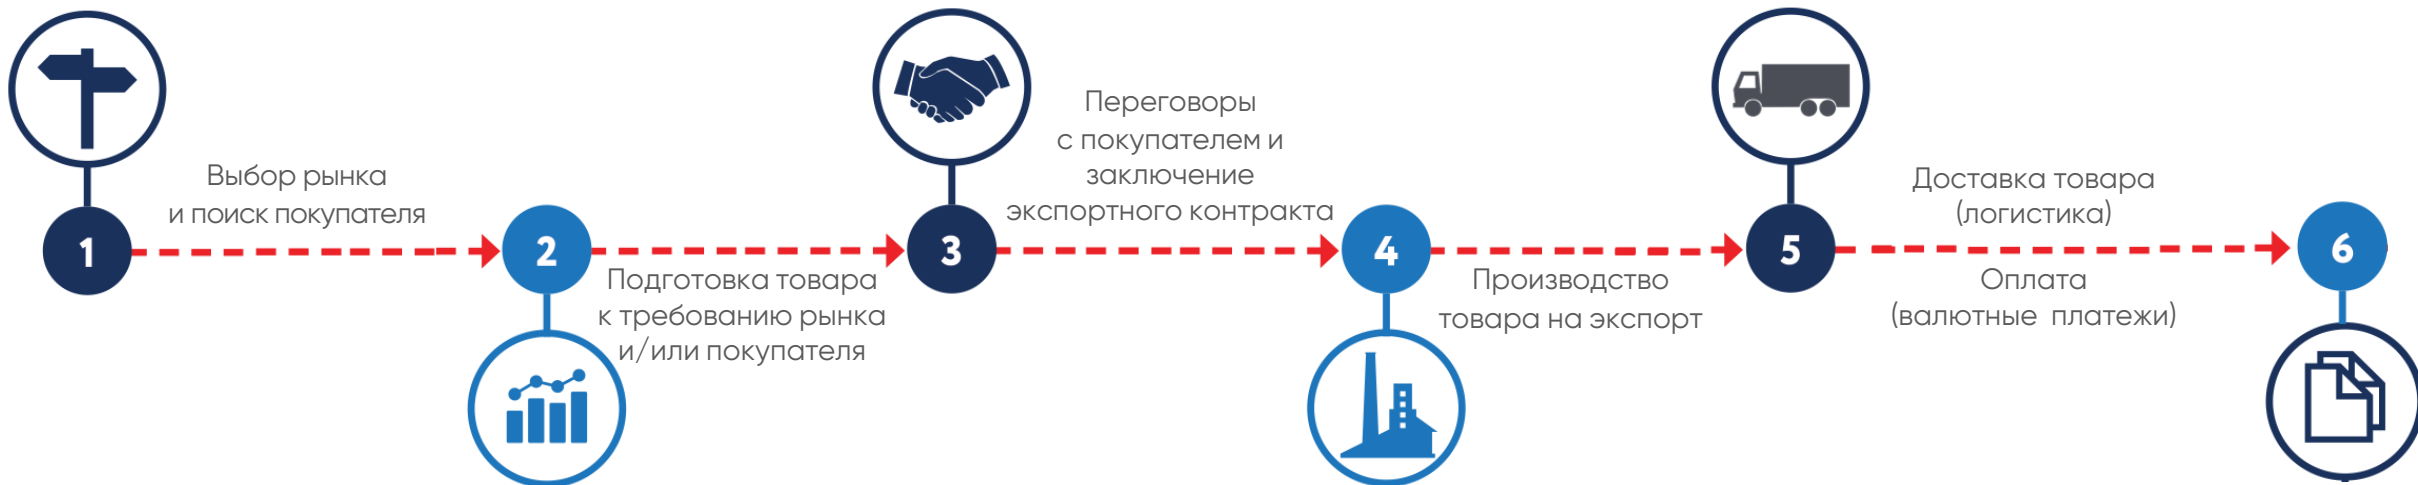 1
Выбор рынка
и поиск покупателя
2
Подготовка товара
к требованию рынка
и/или покупателя
3
Переговоры
с покупателем и
заключение
экспортного контракта
4
Производство
товара на экспорт
5
Доставка товара
(логистика)
Оплата
(валютные платежи)
6